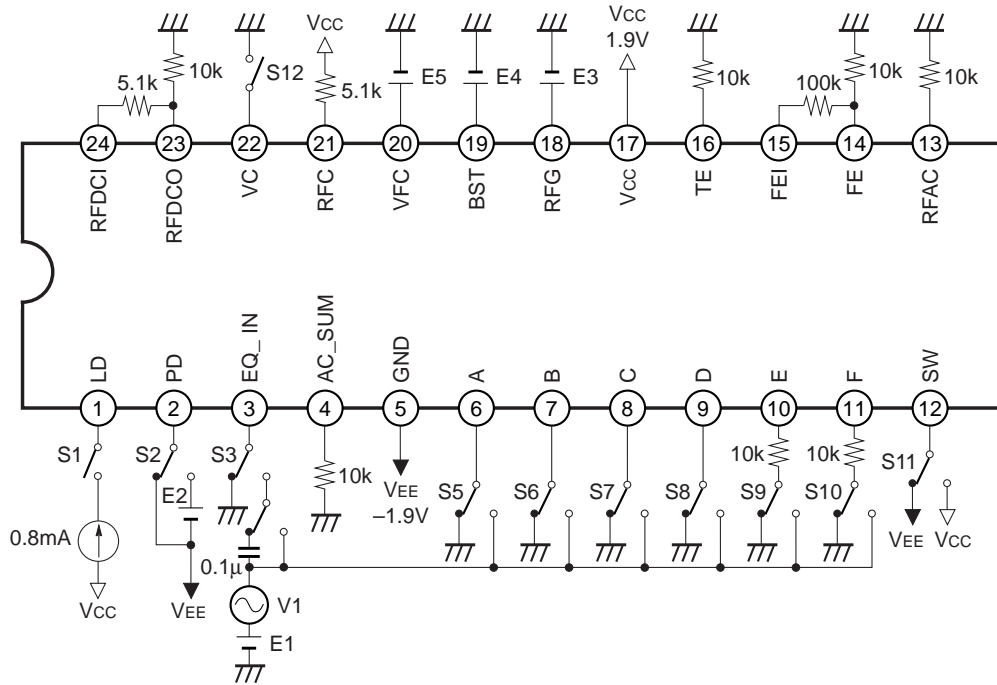 VCC
VCC
1.9V
S12
E5
E4
E3
10k
5.1k
5.1k
10k
100k
10k
10k
24
23
22
21
20
19
18
17
16
15
14
13
RFDCI
RFDCO
VC
RFC
VFC
BST
RFG
VCC
TE
FEI
FE
RFAC
LD
PD
EQ_IN
AC_SUM
GND
A
B
C
D
E
F
SW
1
2
3
4
5
6
7
8
9
10
11
12
S1
S2
S3
10k
10k
10k
S11
E2
VEE
–1.9V
S5
S6
S7
S8
S9
S10
0.8mA
0.1μ
VEE
VCC
VCC
VEE
V1
E1